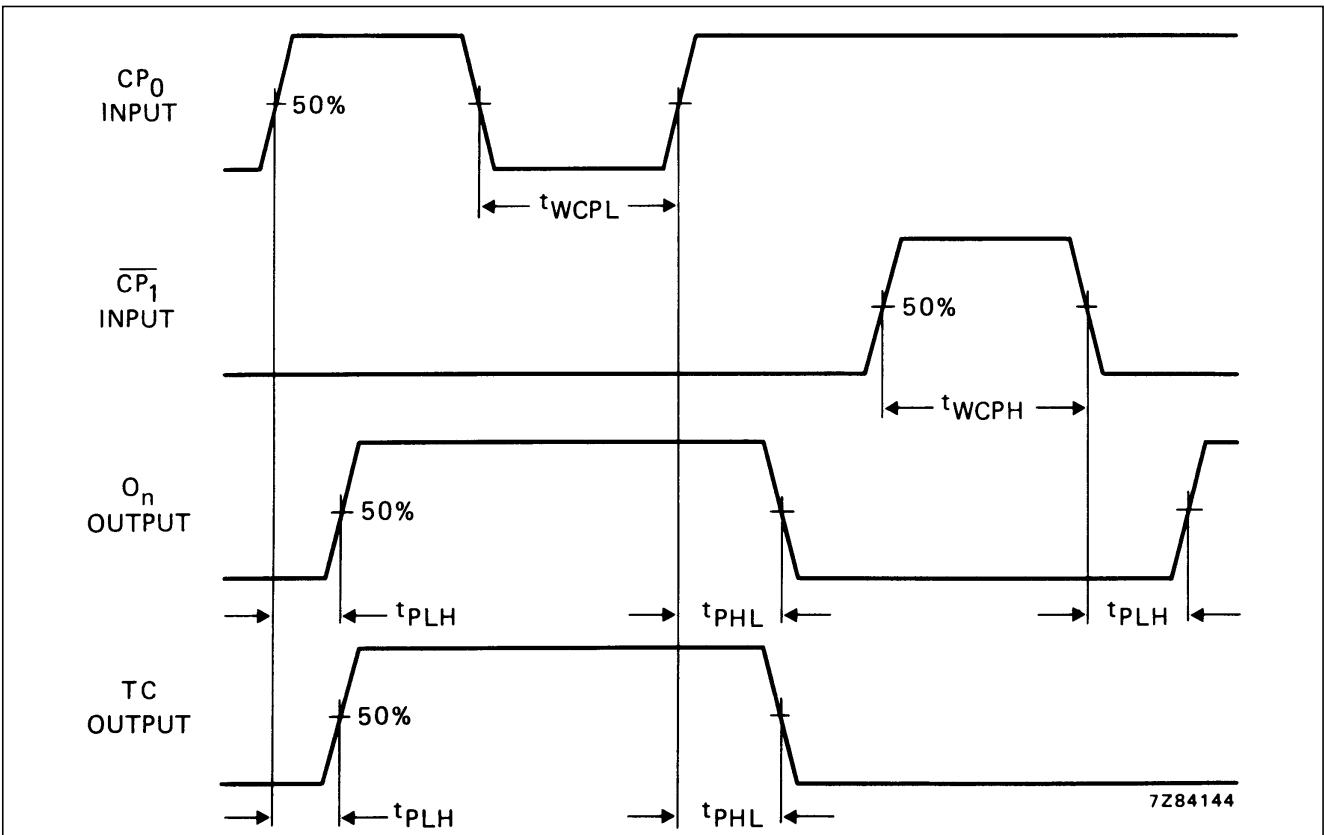 CP0
INPUT
50%
tWCPL
CP1
INPUT
50%
tWCPH
On
OUTPUT
50%
tPLH
tPHL
tPLH
TC
OUTPUT
50%
7Z84144
tPLH
tPHL